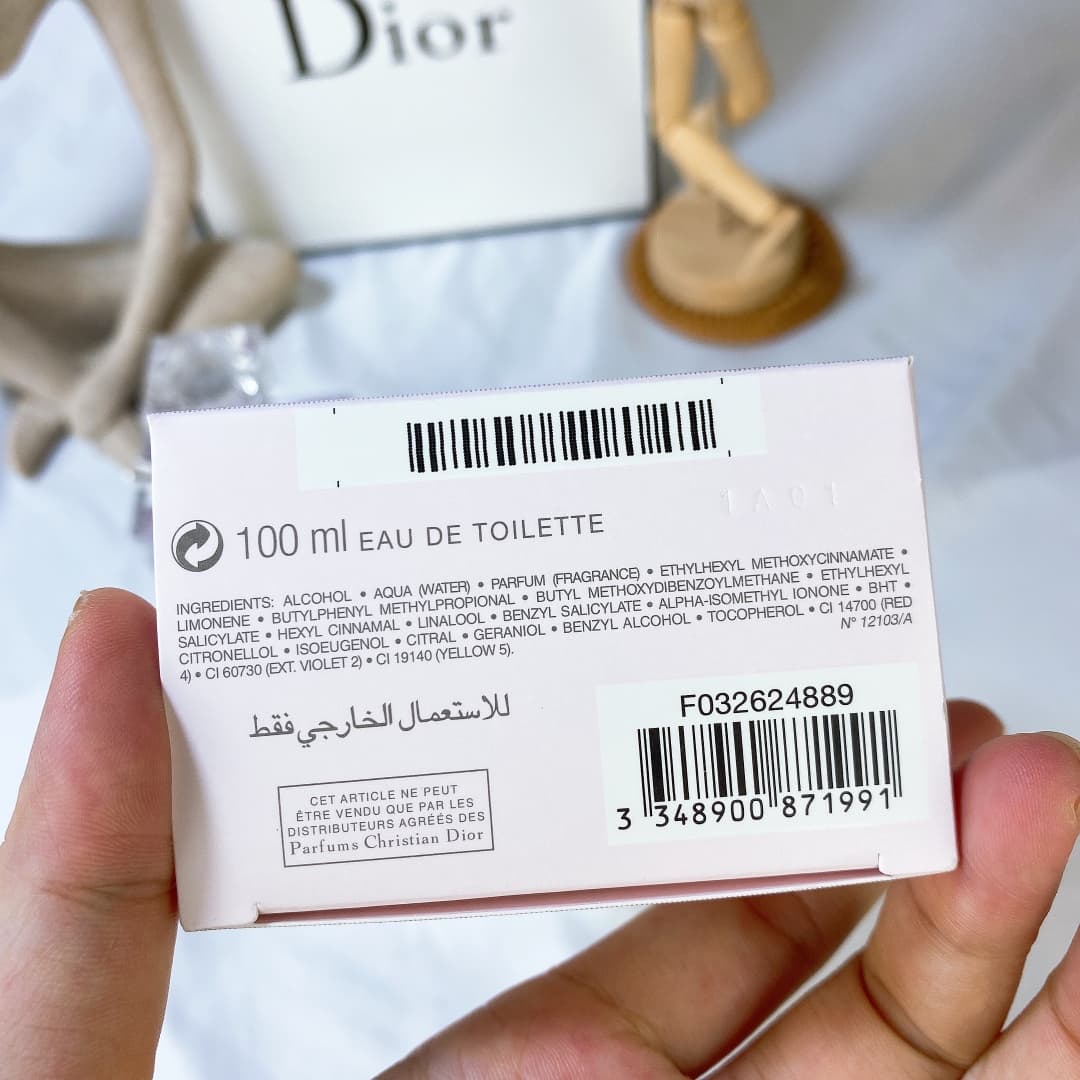 Dior
1A01
100 ml EAU DE TOILETTE
INGREDIENTS: ALCOHOL • AQUA (WATER) • PARFUM (FRAGRANCE) • ETHYLHEXYL METHOXYCINNAMATE •
LIMONENE • BUTYLPHENYL METHYLPROPIONAL • BUTYL METHOXYDIBENZOYLMETHANE • ETHYLHEXYL
SALICYLATE • HEXYL CINNAMAL • LINALOOL • BENZYL SALICYLATE • ALPHA-ISOMETHYL IONONE • BHT •
CITRONELLOL • ISOEUGENOL • CITRAL • GERANIOL • BENZYL ALCOHOL • TOCOPHEROL • CI 14700 (RED
4) • CI 60730 (EXT. VIOLET 2) • CI 19140 (YELLOW 5).
N° 12103/A
للاستعمال الخارجي فقط
CET ARTICLE NE PEUT
ÊTRE VENDU QUE PAR LES
DISTRIBUTEURS AGRÉÉS DES
Parfums Christian Dior
F032624889
3 348900 871991